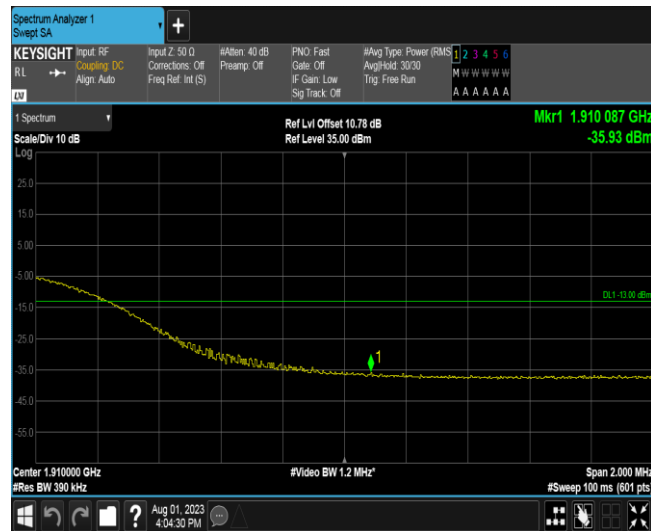 Spectrum Analyzer 1
Swept SA
+
KEYSIGHT
RL
LXI
Input: RF
Coupling: DC
Align: Auto
Input Z: 50 Ω
Corrections: Off
Freq Ref: Int (S)
#Atten: 40 dB
Preamp: Off
PNO: Fast
Gate: Off
IF Gain: Low
Sig Track: Off
#Avg Type: Power (RMS
Avg|Hold: 30/30
Trig: Free Run
1 2 3 4 5 6
M W W W W W
A A A A A A
1 Spectrum
Scale/Div 10 dB
Log
Ref Lvl Offset 10.78 dB
Ref Level 35.00 dBm
Mkr1 1.910 087 GHz
-35.93 dBm
25.0
15.0
5.00
-5.00
DL1 -13.00 dBm
-15.0
-25.0
1
-35.0
-45.0
-55.0
Center 1.910000 GHz
#Res BW 390 kHz
#Video BW 1.2 MHz*
Span 2.000 MHz
#Sweep 100 ms (601 pts)
?
Aug 01, 2023
4:04:30 PM